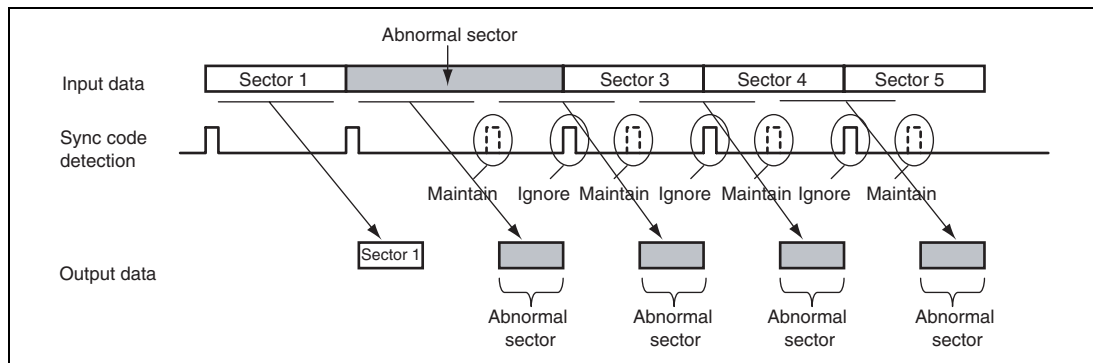 Abnormal sector
Input data
Sector 1
Sector 3
Sector 4
Sector 5
Sync code
detection
Maintain
Ignore
Maintain
Ignore
Maintain
Ignore
Maintain
Output data
Sector 1
Abnormal
sector
Abnormal
sector
Abnormal
sector
Abnormal
sector